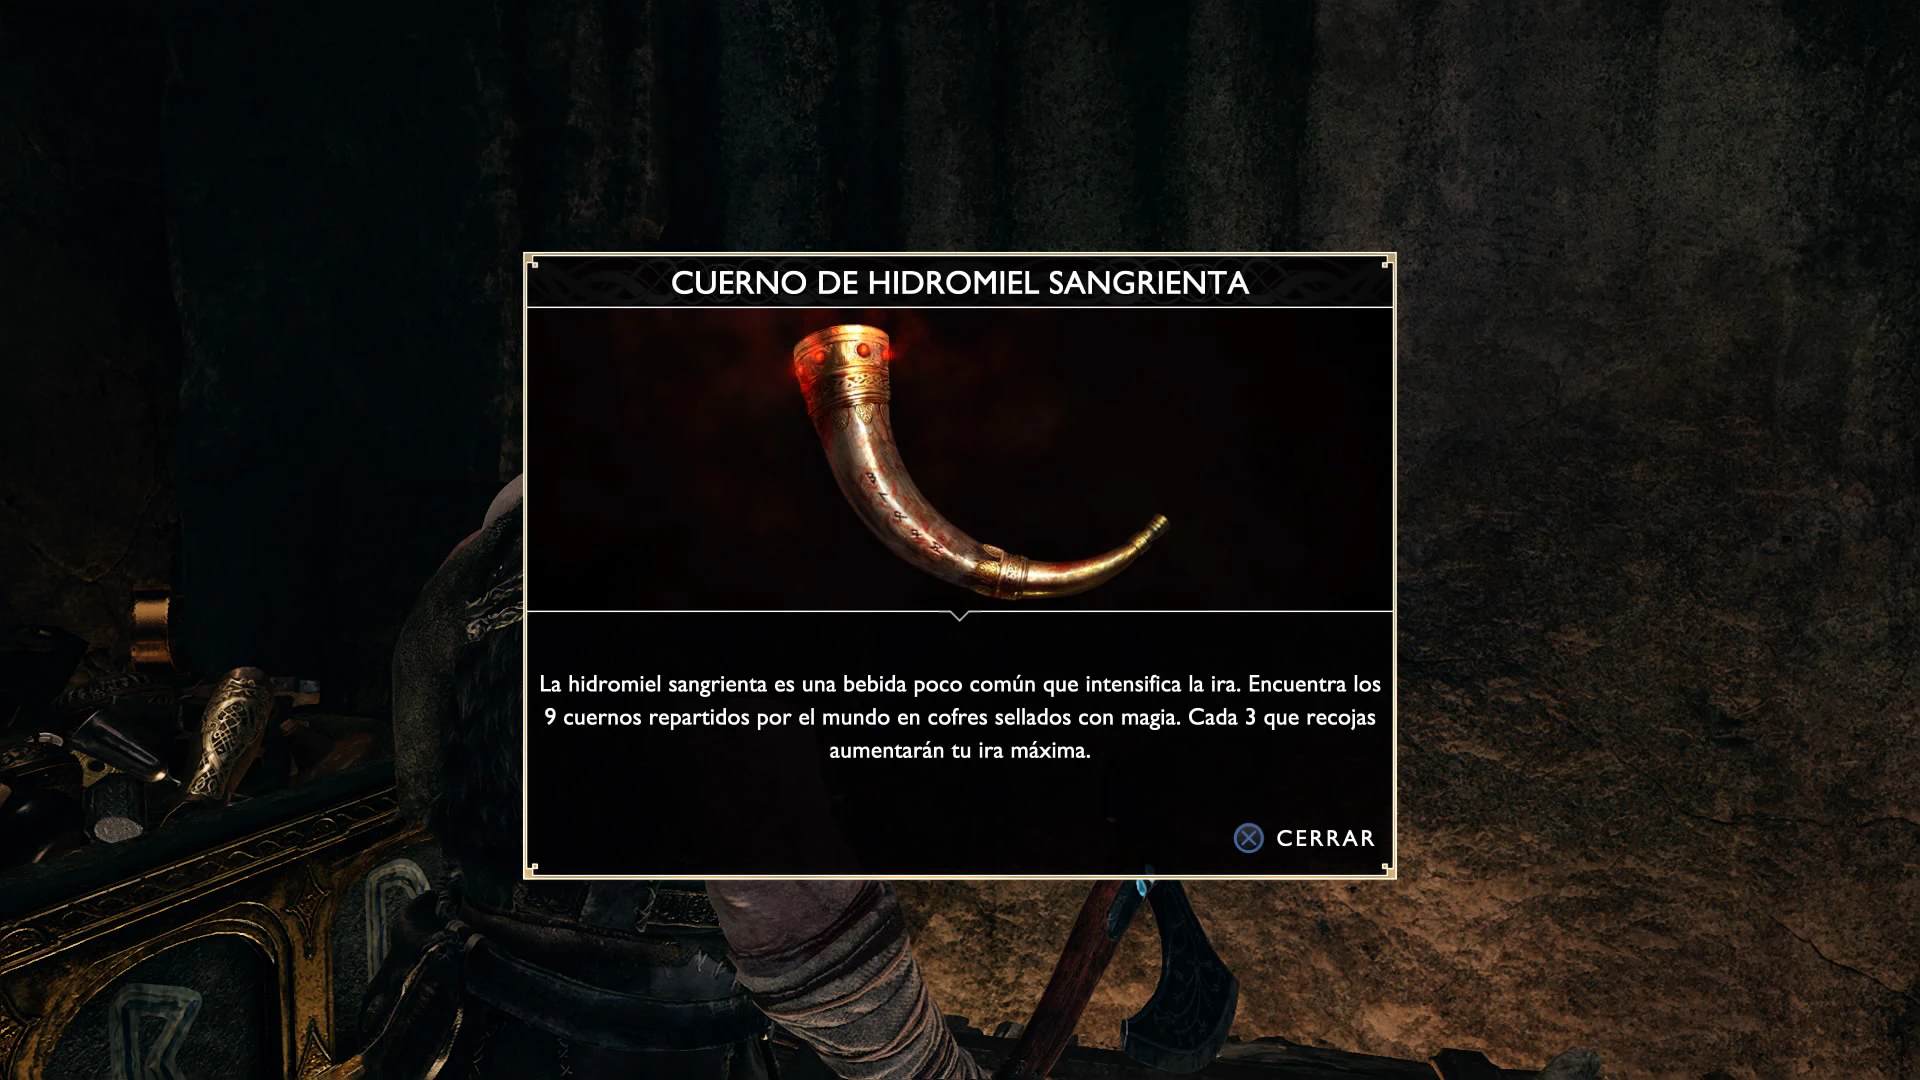 CUERNO DE HIDROMIEL SANGRIENTA
La hidromiel sangrienta es una bebida poco común que intensifica la ira. Encuentra los
9 cuernos repartidos por el mundo en cofres sellados con magia. Cada 3 que recojas
aumentarán tu ira máxima.
CERRAR